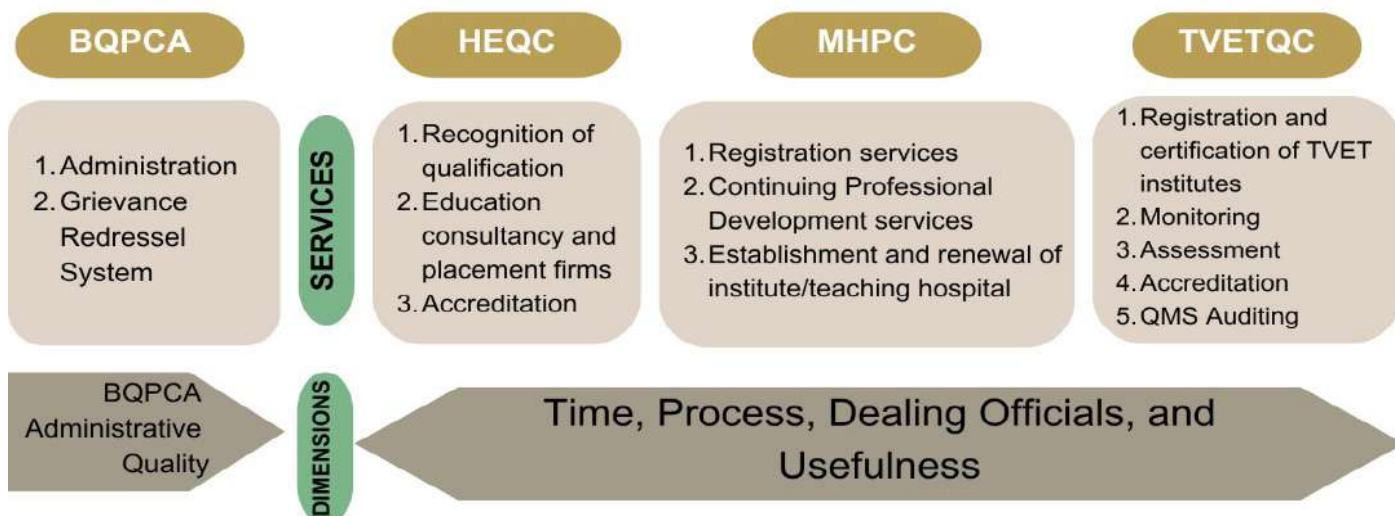 BQPCA
HEQC
MHPC
TVETQC
1. Administration
2. Grievance
Redressel
System
SERVICES
1. Recognition of
qualification
2. Education
consultancy and
placement firms
3. Accreditation
1. Registration services
2. Continuing Professional
Development services
3. Establishment and renewal of
institute/teaching hospital
1. Registration and
certification of TVET
institutes
2. Monitoring
3. Assessment
4. Accreditation
5. QMS Auditing
BQPCA
Administrative
Quality
DIMENSIONS
Time, Process, Dealing Officials, and
Usefulness